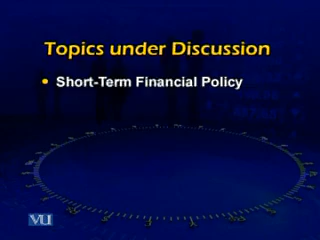 Topics under Discussion
• Short-Term Financial Policy
VU